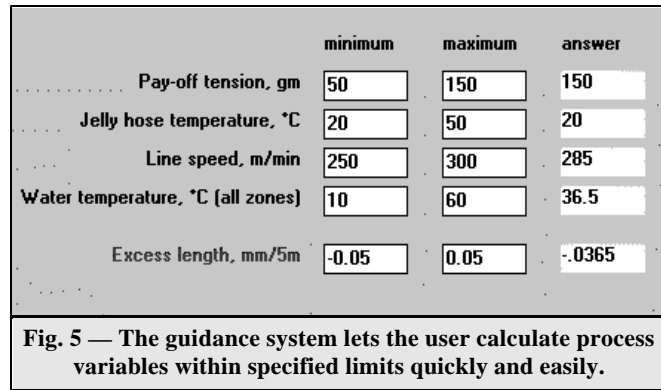 minimum maximum answer
Pay-off tension, gm 50 150 150
Jelly hose temperature, °C 20 50 20
Line speed, m/min 250 300 285
Water temperature, °C (all zones) 10 60 36.5
Excess length, mm/5m -0.05 0.05 -.0365
Fig. 5 — The guidance system lets the user calculate process
variables within specified limits quickly and easily.